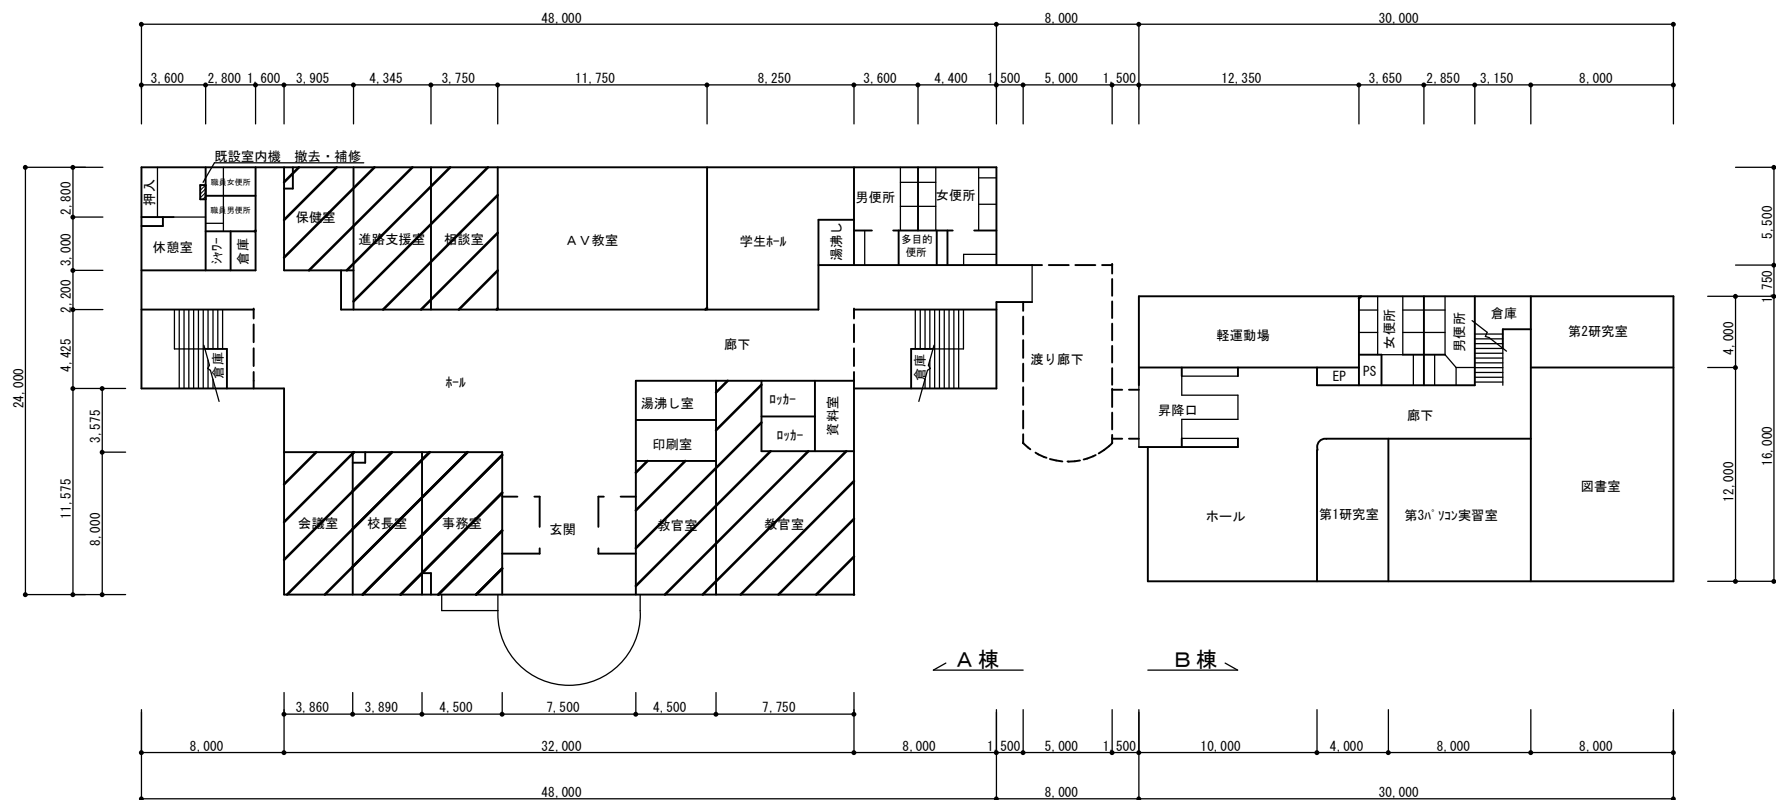 48,000
8,000
30,000
3,600
2,800
1,600
3,905
4,345
3,750
11,750
8,250
3,600
4,400
1,500
5,000
1,500
12,350
3,650
2,850
3,150
8,000
既設室内機 撤去・補修
押入
職員女便所
職員男便所
休憩室
シャワー
倉庫
保健室
進路支援室
相談室
AV教室
学生ホール
湯沸し
男便所
女便所
多目的
便所
24,000
2,800
3,000
2,200
4,425
3,575
11,575
8,000
倉庫
ホール
廊下
倉庫
渡り廊下
軽運動場
女便所
男便所
倉庫
第2研究室
EP
PS
昇降口
廊下
5,500
1,750
4,000
12,000
16,000
湯沸し室
印刷室
ロッカー
ロッカー
資料室
会議室
校長室
事務室
玄関
教官室
教官室
ホール
第1研究室
第3パソコン実習室
図書室
A棟
B棟
3,860
3,890
4,500
7,500
4,500
7,750
8,000
32,000
8,000
1,500
5,000
1,500
10,000
4,000
8,000
8,000
48,000
8,000
30,000